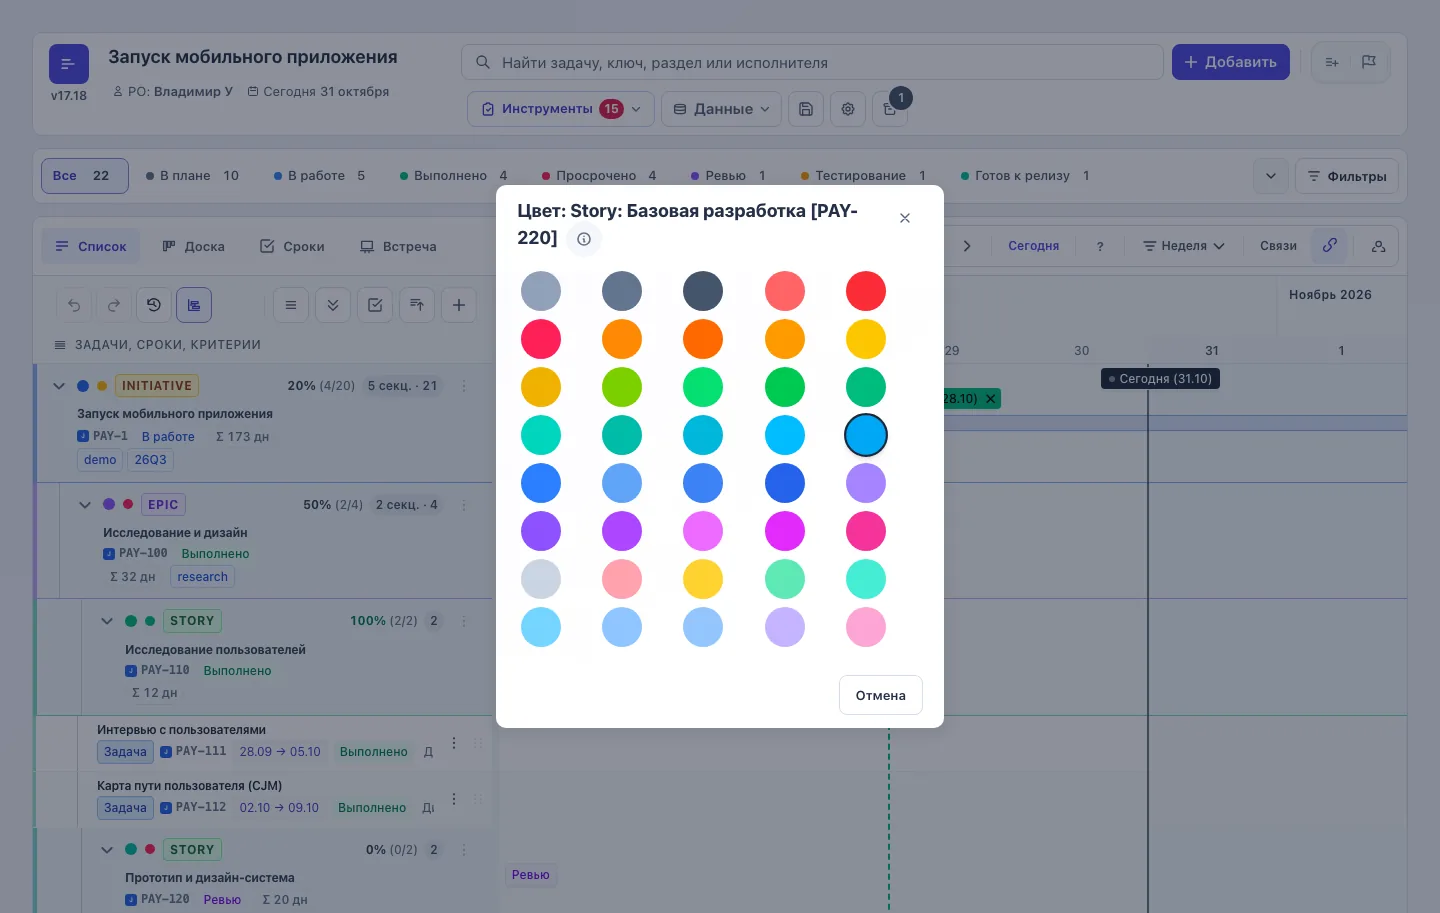 Запуск мобильного приложения
v17.18
PO: Владимир У
Сегодня 31 октября
Найти задачу, ключ, раздел или исполнителя
Добавить
Инструменты 15
Данные
1
Все 22
В плане 10
В работе 5
Выполнено 4
Просрочено 4
Ревью 1
Тестирование 1
Готов к релизу 1
Фильтры
Список
Доска
Сроки
Встреча
Сегодня
?
Неделя
Связи
ЗАДАЧИ, СРОКИ, КРИТЕРИИ
Ноябрь 2026
29
30
31
1
Сегодня (31.10)
28.10)
INITIATIVE
20% (4/20)
5 секц. · 21
Запуск мобильного приложения
PAY-1 В работе Σ 173 дн
demo 26Q3
EPIC
50% (2/4)
2 секц. · 4
Исследование и дизайн
PAY-100 Выполнено
Σ 32 дн research
STORY
100% (2/2)
2
Исследование пользователей
PAY-110 Выполнено
Σ 12 дн
Интервью с пользователями
Задача PAY-111 28.09 → 05.10 Выполнено Д
Карта пути пользователя (CJM)
Задача PAY-112 02.10 → 09.10 Выполнено
STORY
0% (0/2)
2
Прототип и дизайн-система
PAY-120 Ревью Σ 20 дн
Ревью
Цвет: Story: Базовая разработка [PAY-
220]
Отмена